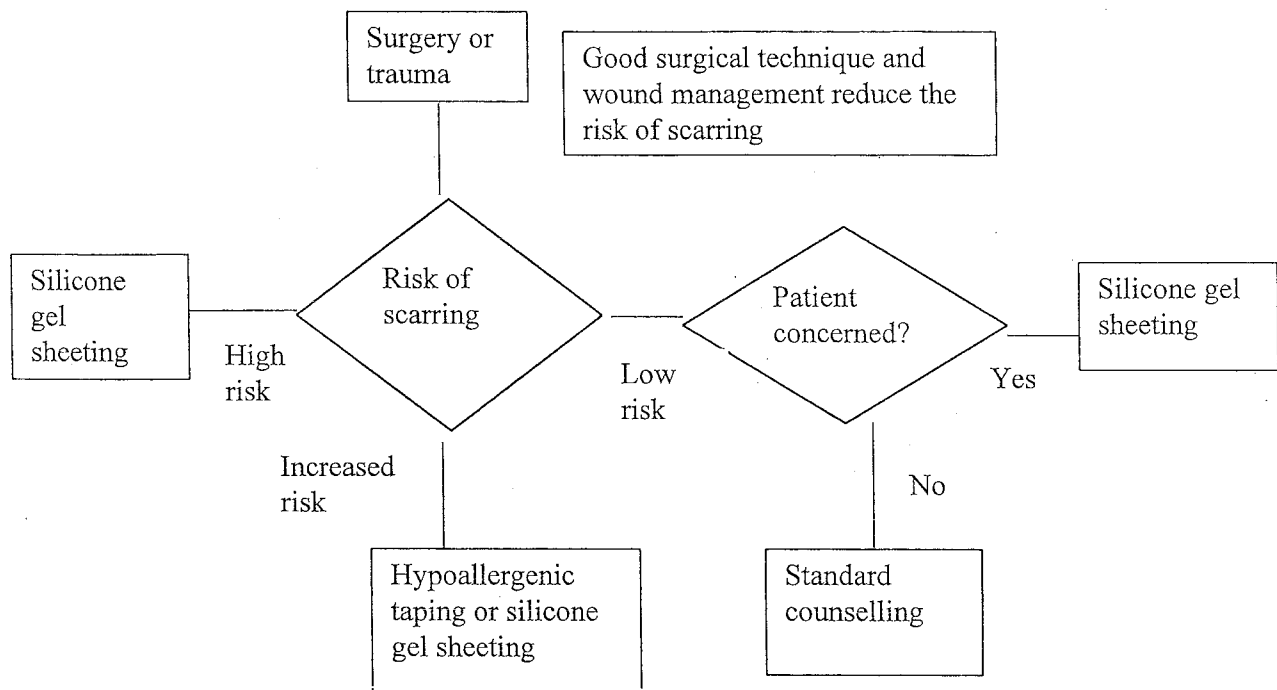 Surgery or
trauma
Good surgical technique and
wound management reduce the
risk of scarring
Silicone
gel
sheeting
High
risk
Risk of
scarring
Low
risk
Patient
concerned?
Yes
Silicone gel
sheeting
Increased
risk
No
Hypoallergenic
taping or silicone
gel sheeting
Standard
counselling